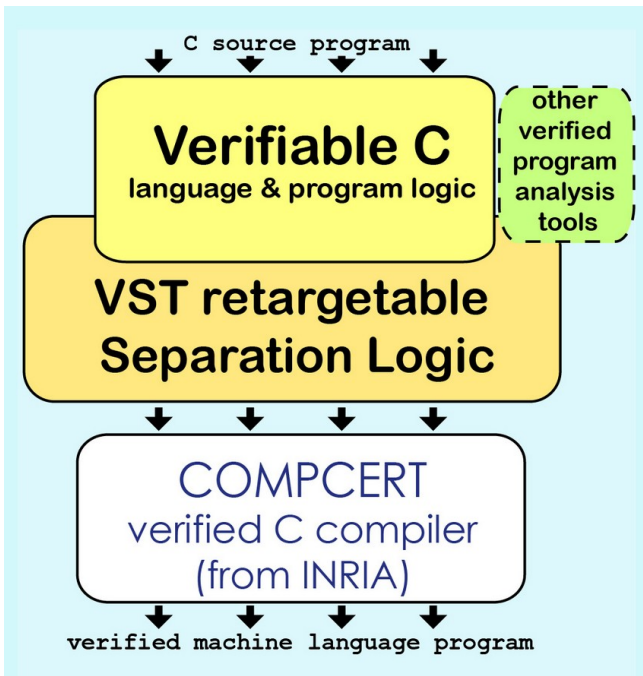 C source program
Verifiable C
language & program logic
other
verified
program
analysis
tools
VST retargetable
Separation Logic
COMPCERT
verified C compiler
(from INRIA)
verified machine language program